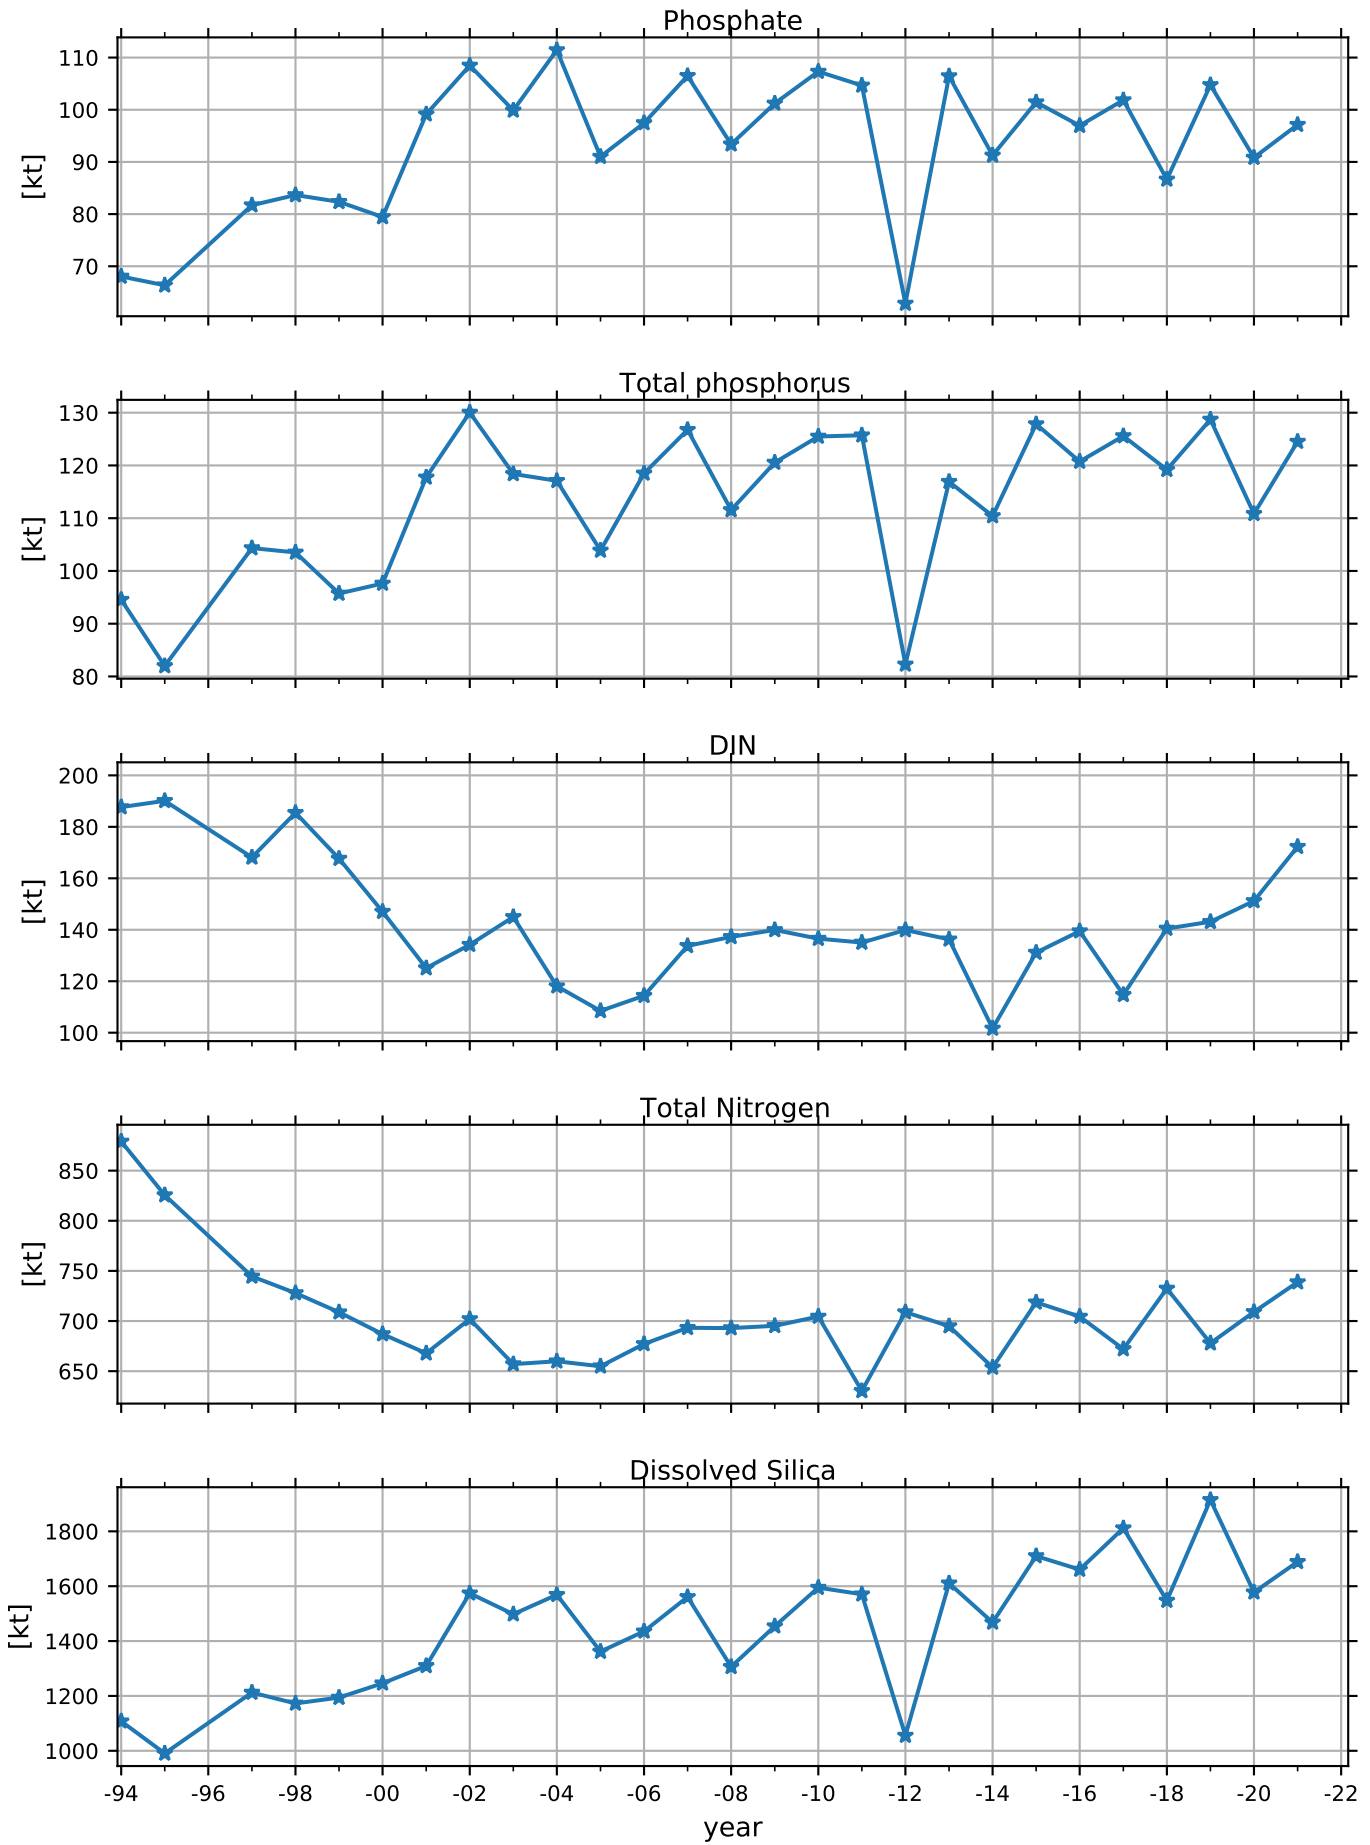 Phosphate
110
100
90
80
70
[kt]
Total phosphorus
130
120
110
100
90
80
[kt]
DIN
200
180
160
140
120
100
[kt]
Total Nitrogen
850
800
750
700
650
[kt]
Dissolved Silica
1800
1600
1400
1200
1000
[kt]
-94 -96 -98 -00 -02 -04 -06 -08 -10 -12 -14 -16 -18 -20 -22
year